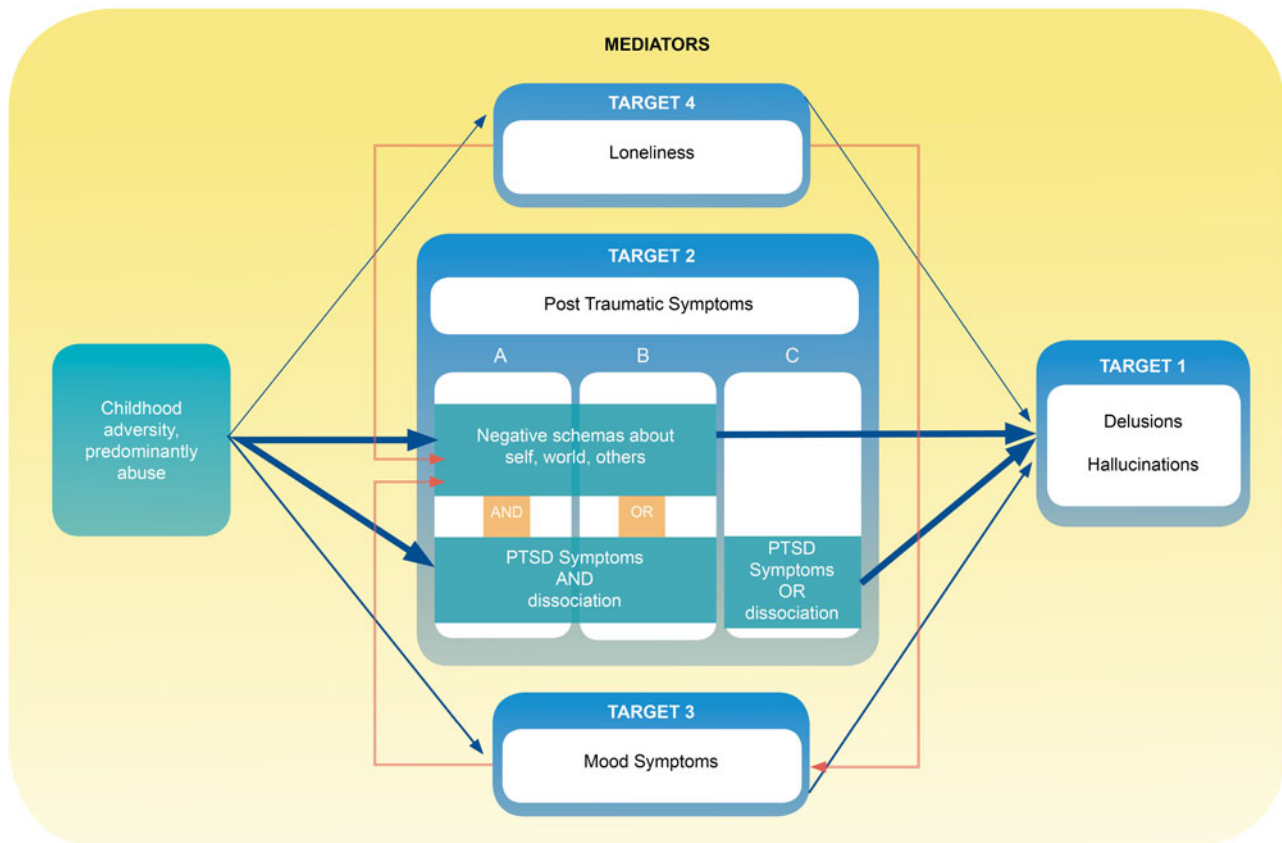 MEDIATORS
TARGET 4
Loneliness
TARGET 2
Post Traumatic Symptoms
A B C
Childhood
adversity,
predominantly
abuse
Negative schemas about
self, world, others
AND OR
PTSD Symptoms
AND
dissociation
PTSD
Symptoms
OR
dissociation
TARGET 1
Delusions
Hallucinations
TARGET 3
Mood Symptoms